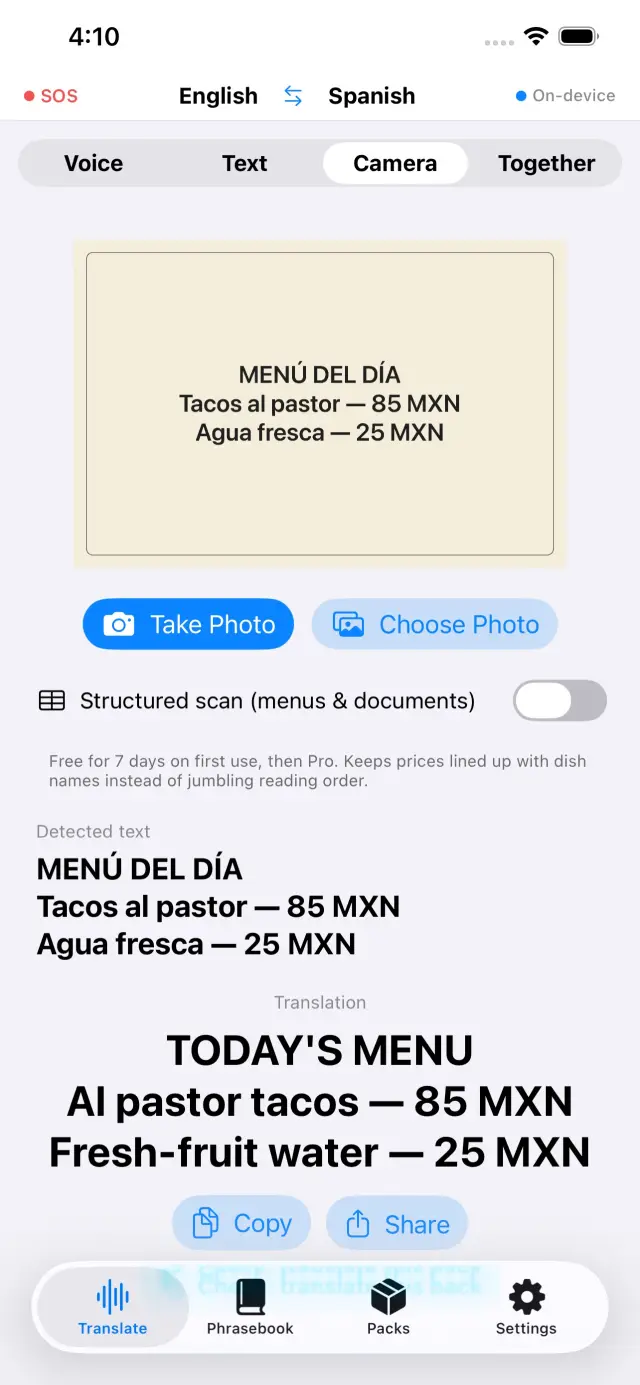 4:10
SOS
English
Spanish
On-device
Voice
Text
Camera
Together
MENÚ DEL DÍA
Tacos al pastor — 85 MXN
Agua fresca — 25 MXN
Take Photo
Choose Photo
Structured scan (menus & documents)
Free for 7 days on first use, then Pro. Keeps prices lined up with dish
names instead of jumbling reading order.
Detected text
MENÚ DEL DÍA
Tacos al pastor — 85 MXN
Agua fresca — 25 MXN
Translation
TODAY'S MENU
Al pastor tacos — 85 MXN
Fresh-fruit water — 25 MXN
Copy
Share
Translate
Phrasebook
Packs
Settings